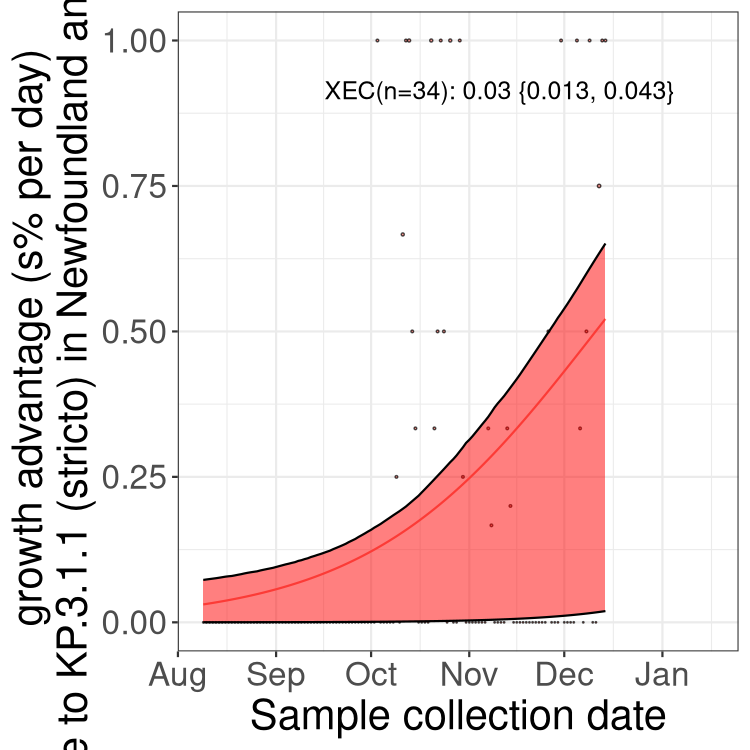 growth advantage (s% per day)
to KP.3.1.1 (stricto) in Newfoundland
1.00
0.75
0.50
0.25
0.00
XEC(n=34): 0.03 {0.013, 0.043}
Aug Sep Oct Nov Dec Jan
Sample collection date